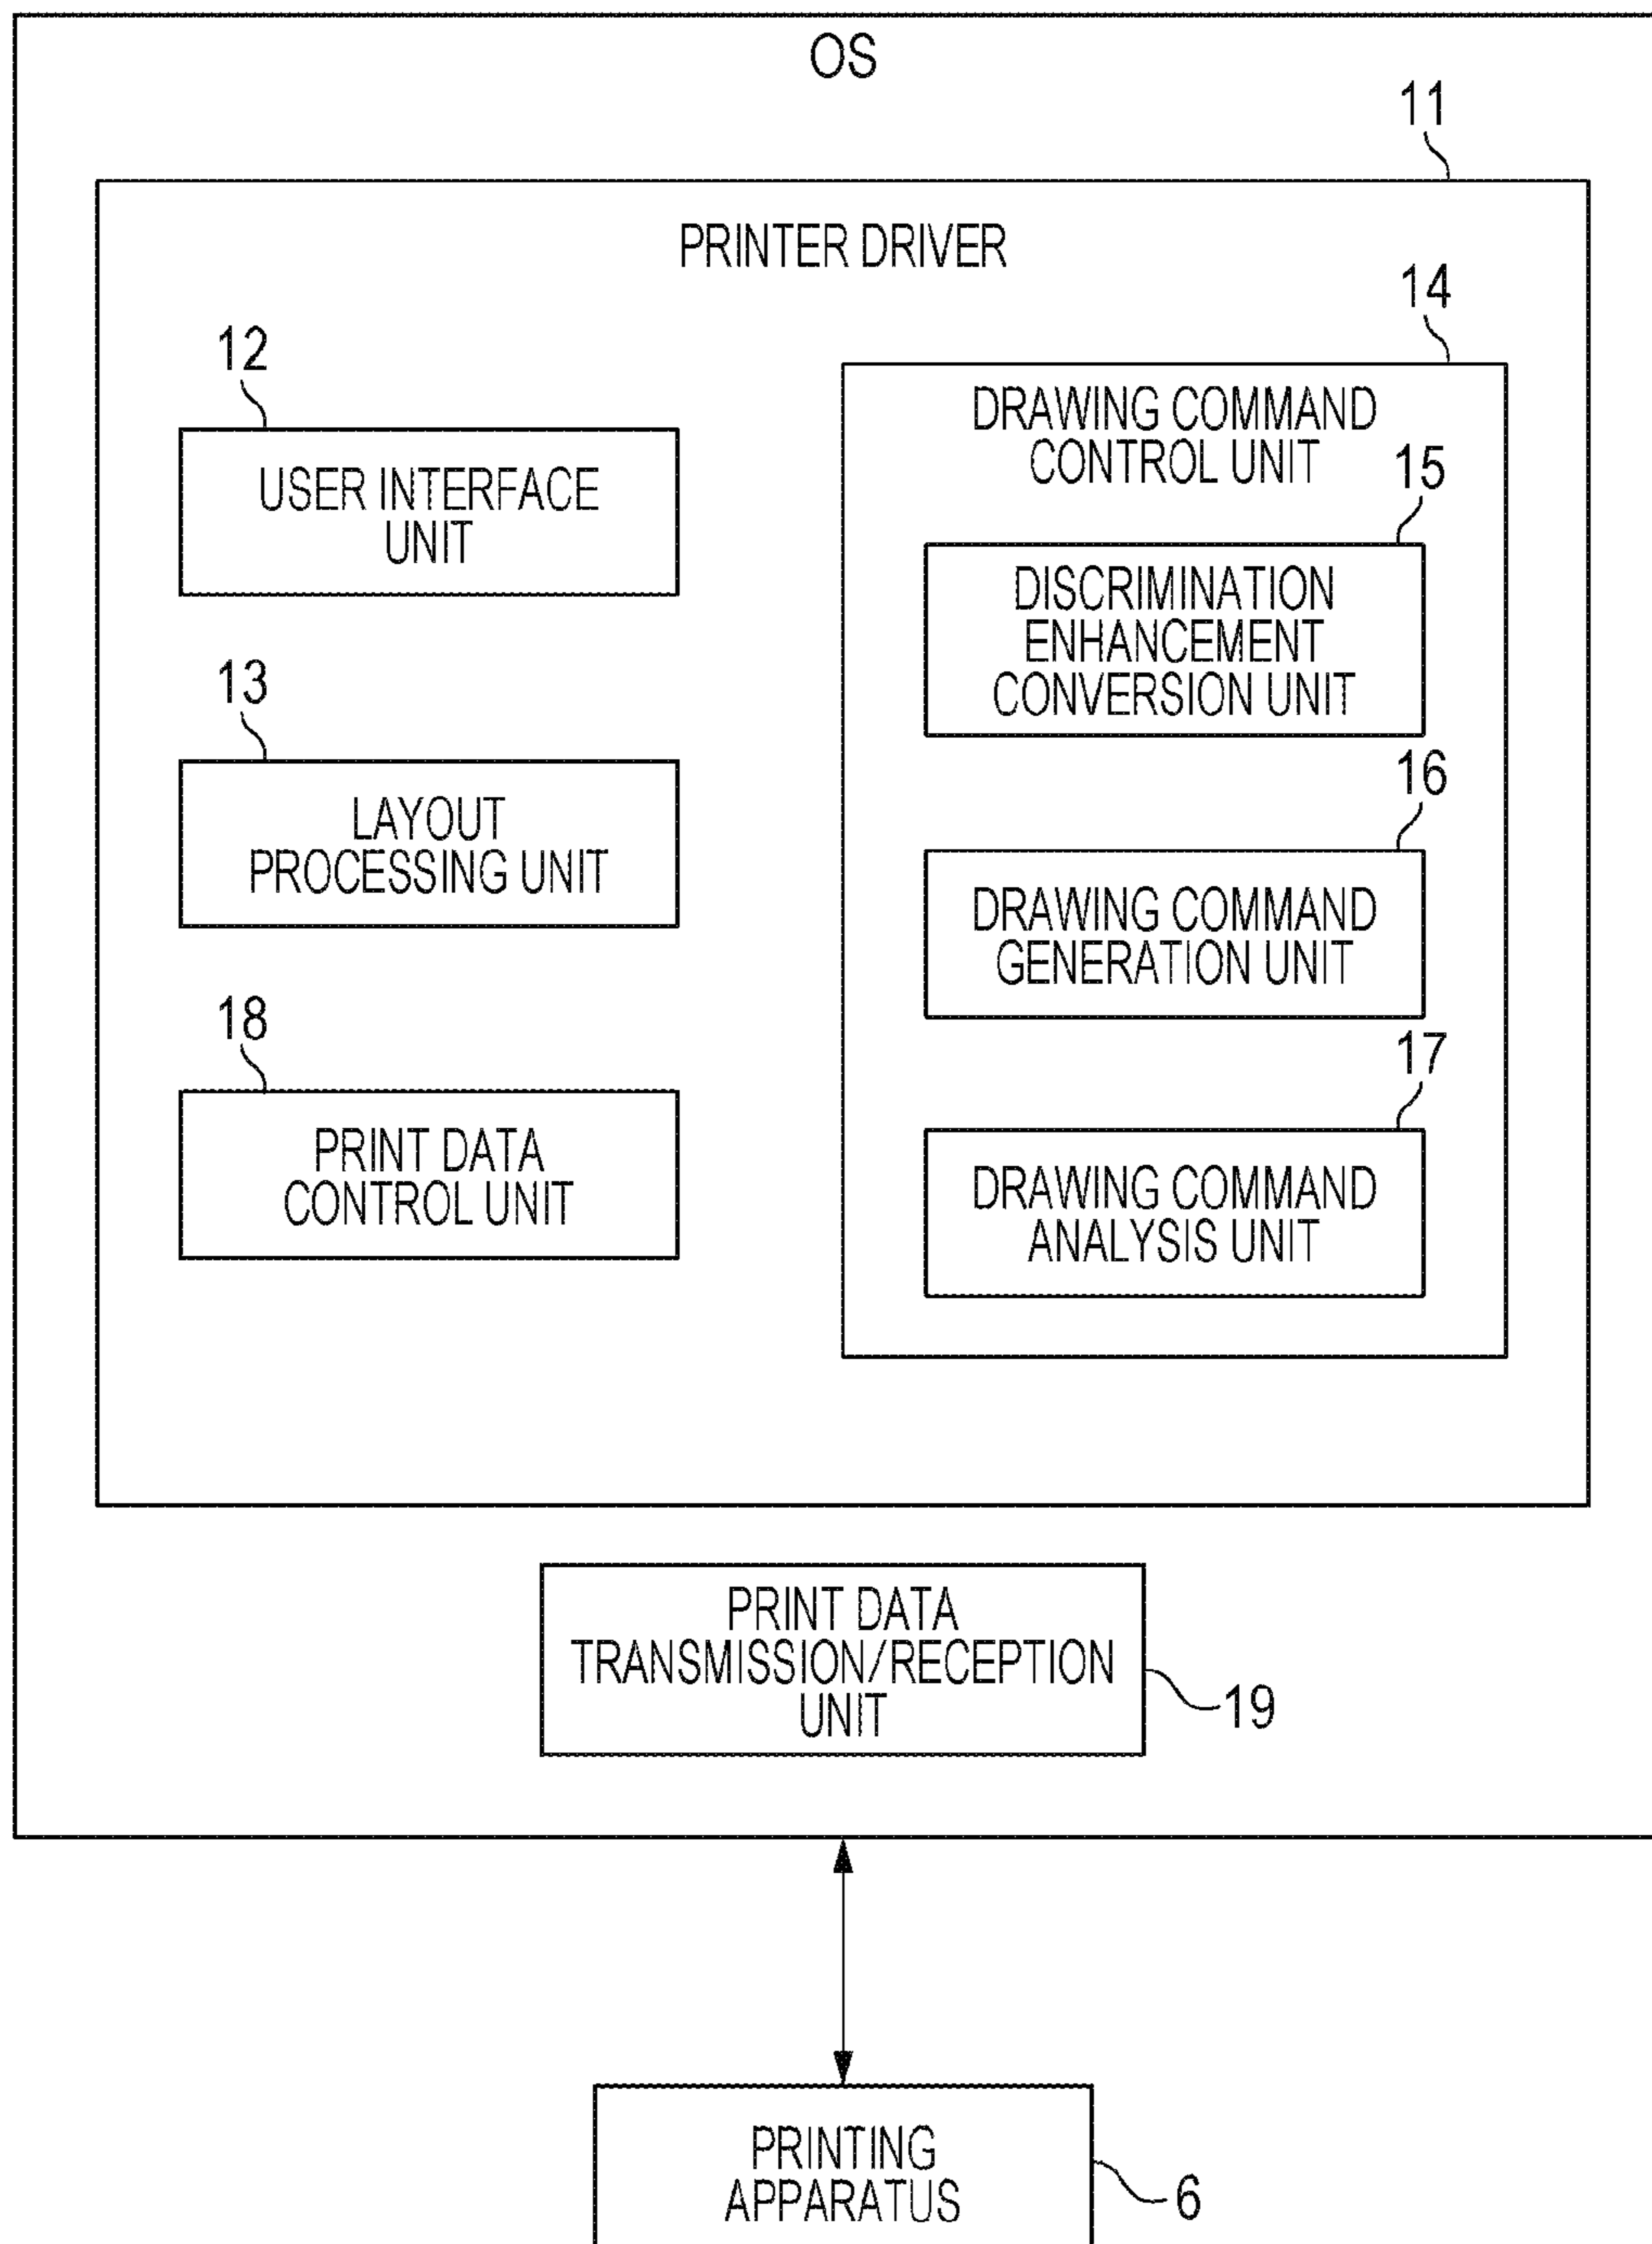 OS
11
PRINTER DRIVER
14
12
DRAWING COMMAND
CONTROL UNIT
USER INTERFACE
UNIT
15
DISCRIMINATION
ENHANCEMENT
CONVERSION UNIT
13
LAYOUT
PROCESSING UNIT
16
DRAWING COMMAND
GENERATION UNIT
18
PRINT DATA
CONTROL UNIT
17
DRAWING COMMAND
ANALYSIS UNIT
PRINT DATA
TRANSMISSION/RECEPTION
UNIT
19
PRINTING
APPARATUS
6